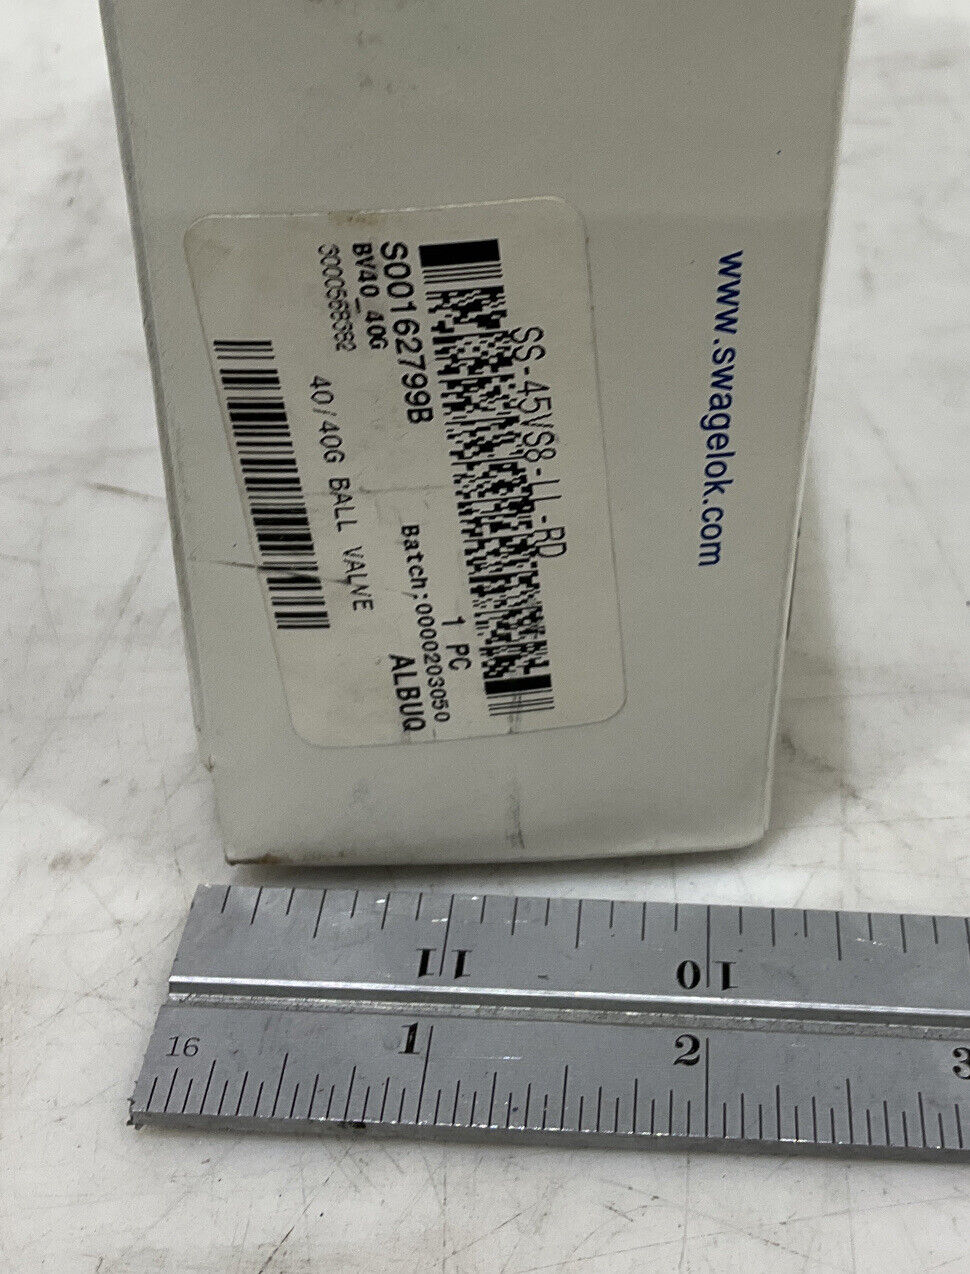 www.swagelok.com
SS-45VS8-LL-RD
1 PC
S00162799B
Batch:0000203050
BV40_40G
ALBUQ
40/40G BALL VALVE
11
10
16
1
2
3